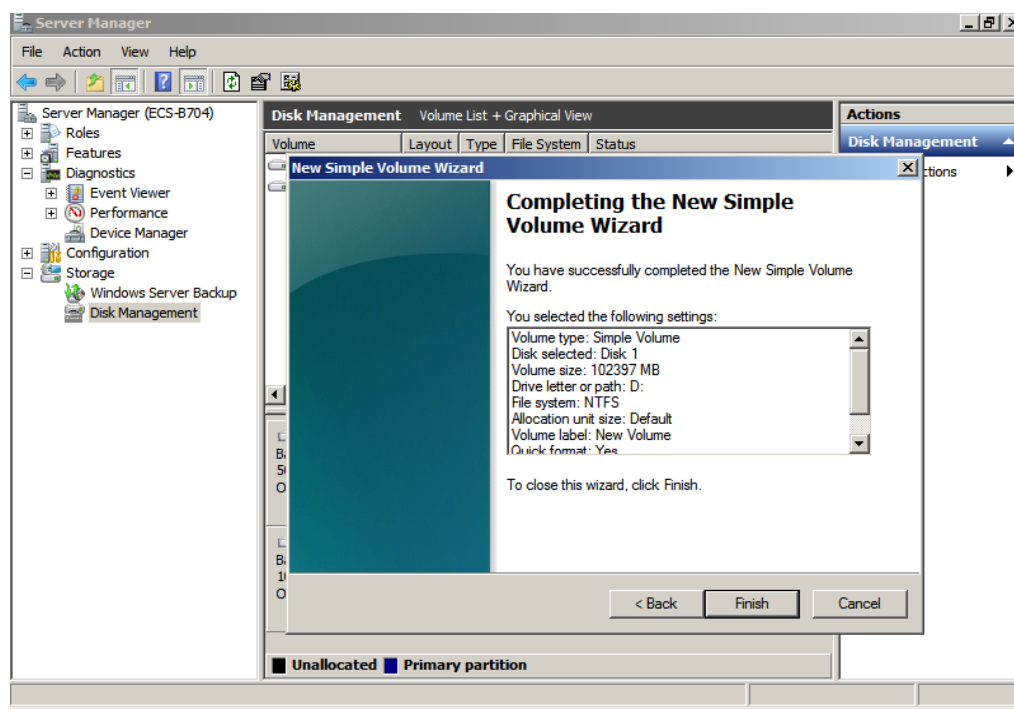 Server Manager
File Action View Help
Server Manager (ECS-B704)
Roles
Features
Diagnostics
Event Viewer
Performance
Device Manager
Configuration
Storage
Windows Server Backup
Disk Management
Disk Management Volume List + Graphical View
Volume Layout Type File System Status
New Simple Volume Wizard
Completing the New Simple
Volume Wizard
You have successfully completed the New Simple Volume
Wizard.
You selected the following settings:
Volume type: Simple Volume
Disk selected: Disk 1
Volume size: 102397 MB
Drive letter or path: D:
File system: NTFS
Allocation unit size: Default
Volume label: New Volume
Quick format: Yes
To close this wizard, click Finish.
< Back Finish Cancel
Unallocated Primary partition
Actions
Disk Management
ctions